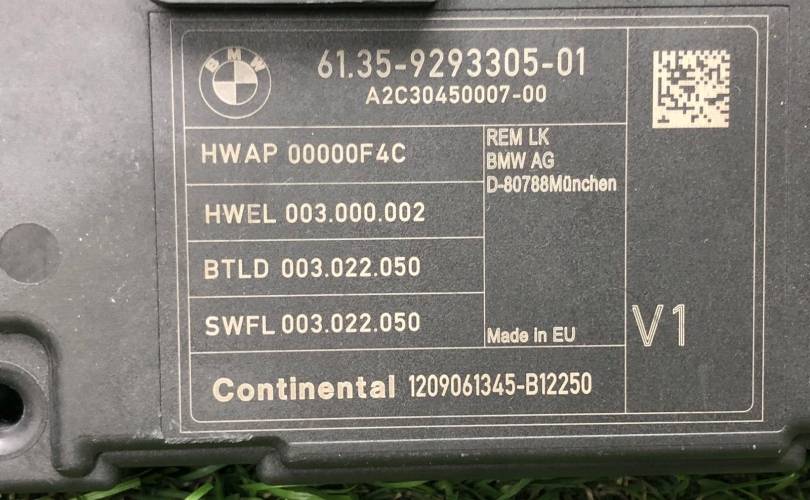 BMW
61.35-9293305-01
A2C30450007-00
HWAP 00000F4C
REM LK
BMW AG
D-80788München
HWEL 003.000.002
BTLD 003.022.050
SWFL 003.022.050
Made in EU
V1
Continental 1209061345-B12250